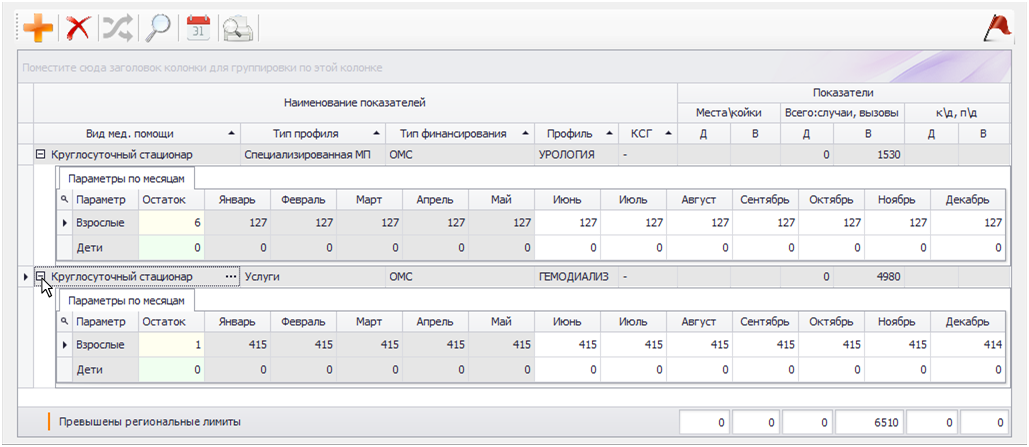 31
Поместите сюда заголовок колонки для группировки по этой колонке
Наименование показателей Показатели
Места\койки Всего:случаи, вызовы к\д, п\д
Вид мед. помощи Тип профиля Тип финансирования Профиль КСГ Д В Д В Д В
Круглосуточный стационар Специализированная МП ОМС УРОЛОГИЯ - 0 1530
Параметры по месяцам
Параметр Остаток Январь Февраль Март Апрель Май Июнь Июль Август Сентябрь Октябрь Ноябрь Декабрь
Взрослые 6 127 127 127 127 127 127 127 127 127 127 127 127
Дети 0 0 0 0 0 0 0 0 0 0 0 0 0
Круглосуточный стационар ... Услуги ОМС ГЕМОДИАЛИЗ - 0 4980
Параметры по месяцам
Параметр Остаток Январь Февраль Март Апрель Май Июнь Июль Август Сентябрь Октябрь Ноябрь Декабрь
Взрослые 1 415 415 415 415 415 415 415 415 415 415 415 414
Дети 0 0 0 0 0 0 0 0 0 0 0 0 0
Превышены региональные лимиты 0 0 0 6510 0 0